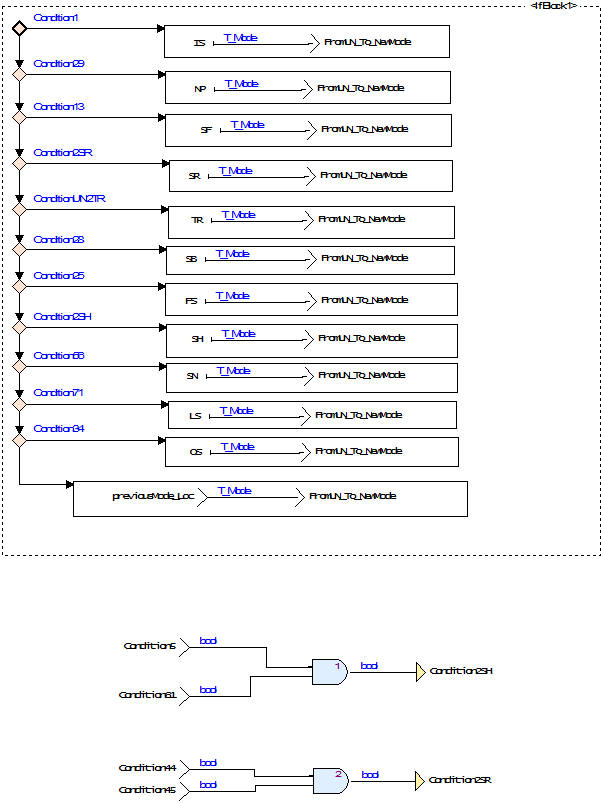 <IfBlock1>
Condition1
IS T_Mode FromUN_To_NewMode
Condition29
NP T_Mode FromUN_To_NewMode
Condition13
SF T_Mode FromUN_To_NewMode
Condition2SR
SR T_Mode FromUN_To_NewMode
ConditionUN2TR
TR T_Mode FromUN_To_NewMode
Condition28
SB T_Mode FromUN_To_NewMode
Condition25
FS T_Mode FromUN_To_NewMode
Condition2SH
SH T_Mode FromUN_To_NewMode
Condition56
SN T_Mode FromUN_To_NewMode
Condition71
LS T_Mode FromUN_To_NewMode
Condition34
OS T_Mode FromUN_To_NewMode
previousMode_Loc T_Mode FromUN_To_NewMode
Condition5 bool
1 bool Condition2SH
Condition61 bool
Condition44 bool
2 bool Condition2SR
Condition45 bool